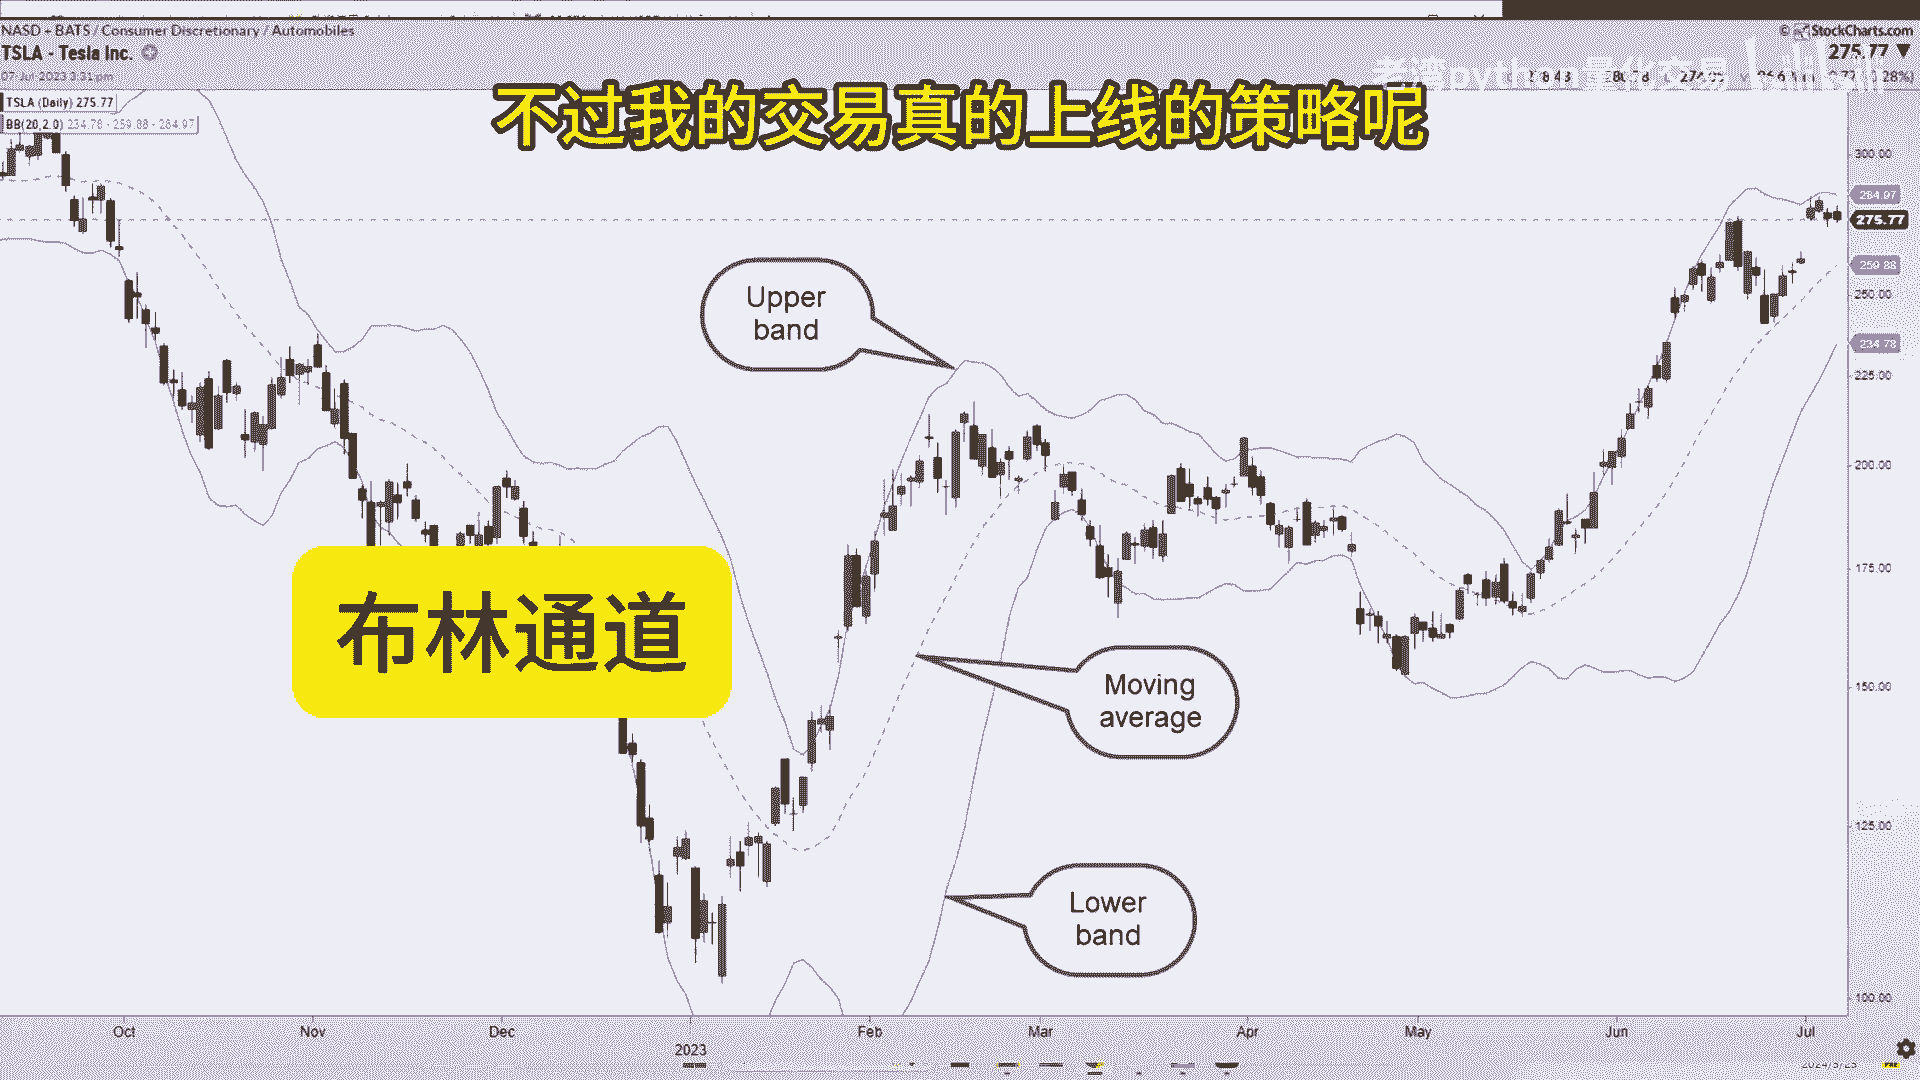 NASD + BATS / Consumer Discretionary / Automobiles
© StockCharts.com
TSLA - Tesla Inc.
275.77 ▼
07-Jul-2023 3:31 pm
老湾python量化交易 bilibili
TSLA (Daily) 275.77
不过我的交易真的上线的策略呢
BB(20,2.0) 234.78 - 259.88 - 284.97
300.00
284.97
275.77
259.88
250.00
234.78
225.00
200.00
175.00
150.00
125.00
100.00
Upper
band
布林通道
Moving
average
Lower
band
Oct
Nov
Dec
2023
Feb
Mar
Apr
May
Jun
Jul